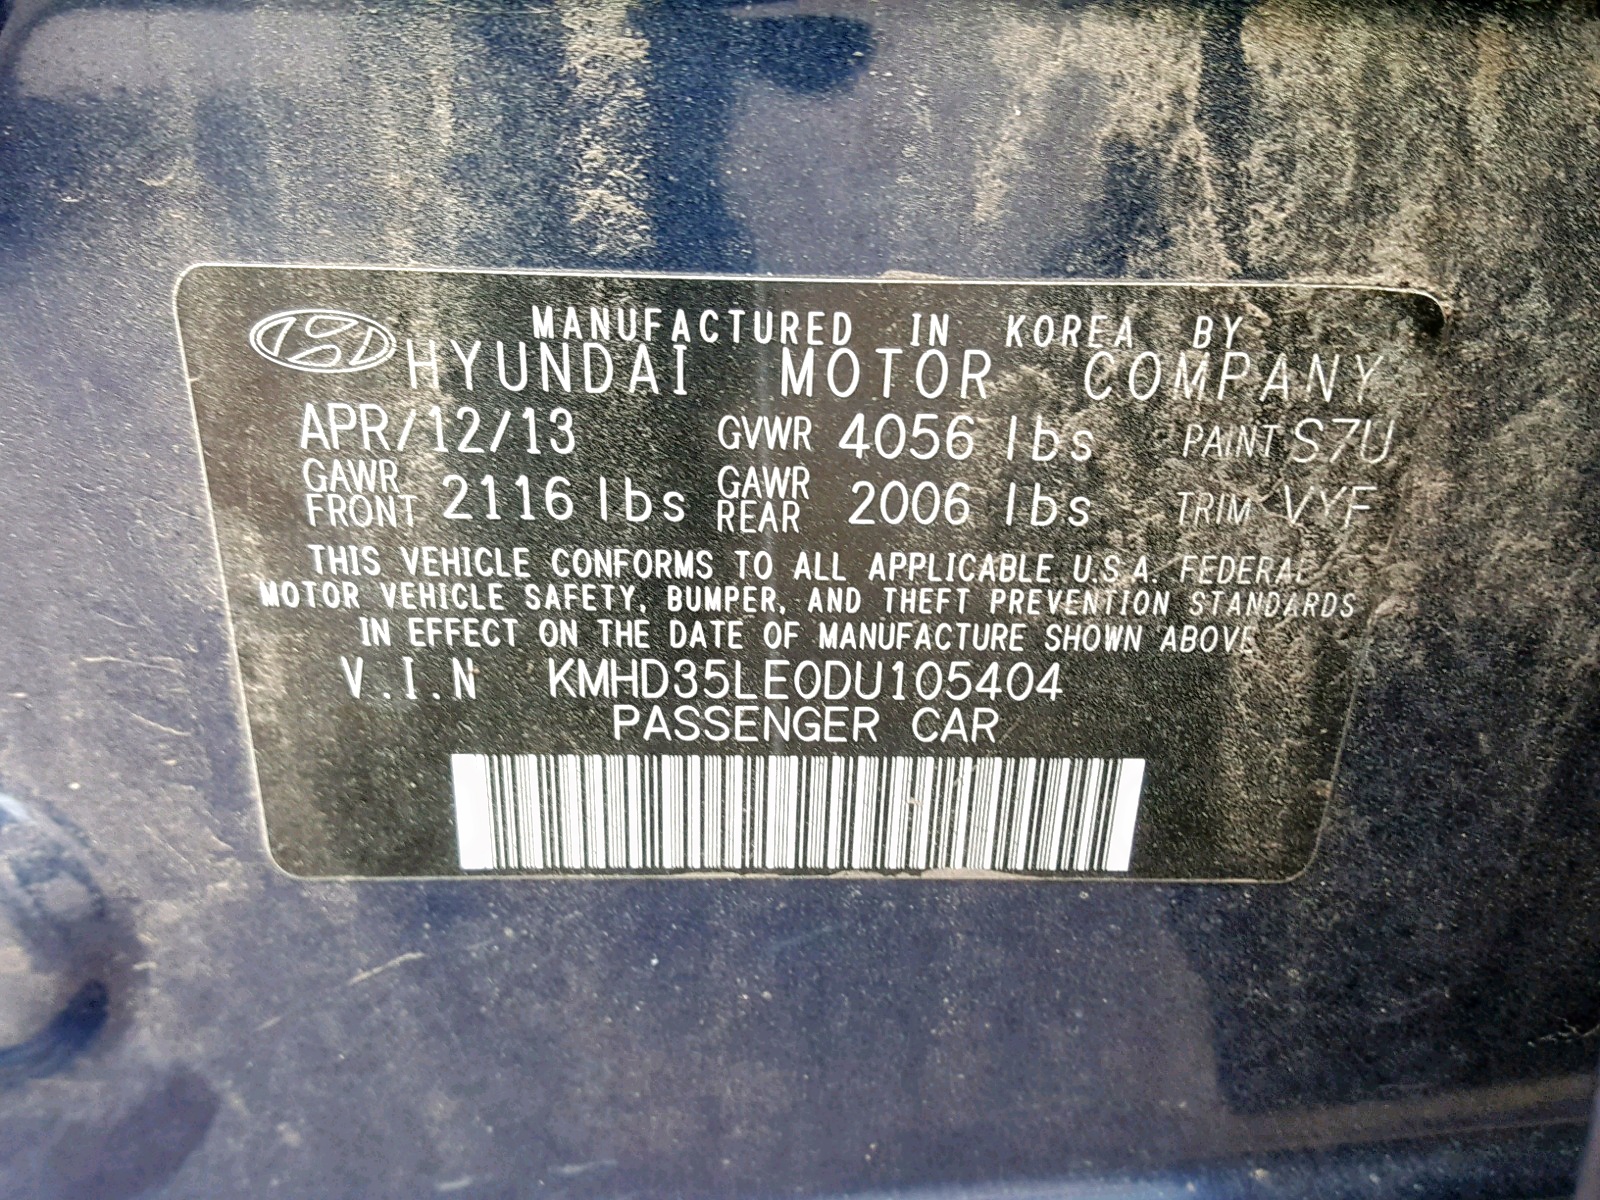 MANUFACTURED IN KOREA BY
HYUNDAI MOTOR COMPANY
APR/12/13 GVWR 4056 lbs PAINT S7U
GAWR FRONT 2116 lbs GAWR REAR 2006 lbs TRIM VYF
THIS VEHICLE CONFORMS TO ALL APPLICABLE U.S.A. FEDERAL
MOTOR VEHICLE SAFETY, BUMPER, AND THEFT PREVENTION STANDARDS
IN EFFECT ON THE DATE OF MANUFACTURE SHOWN ABOVE
V.I.N KMHD35LE0DU105404
PASSENGER CAR